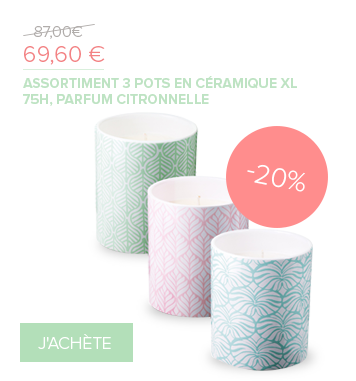 87,00€
69,60 €
ASSORTIMENT 3 POTS EN CÉRAMIQUE XL
75H, PARFUM CITRONNELLE
-20%
J'ACHÈTE